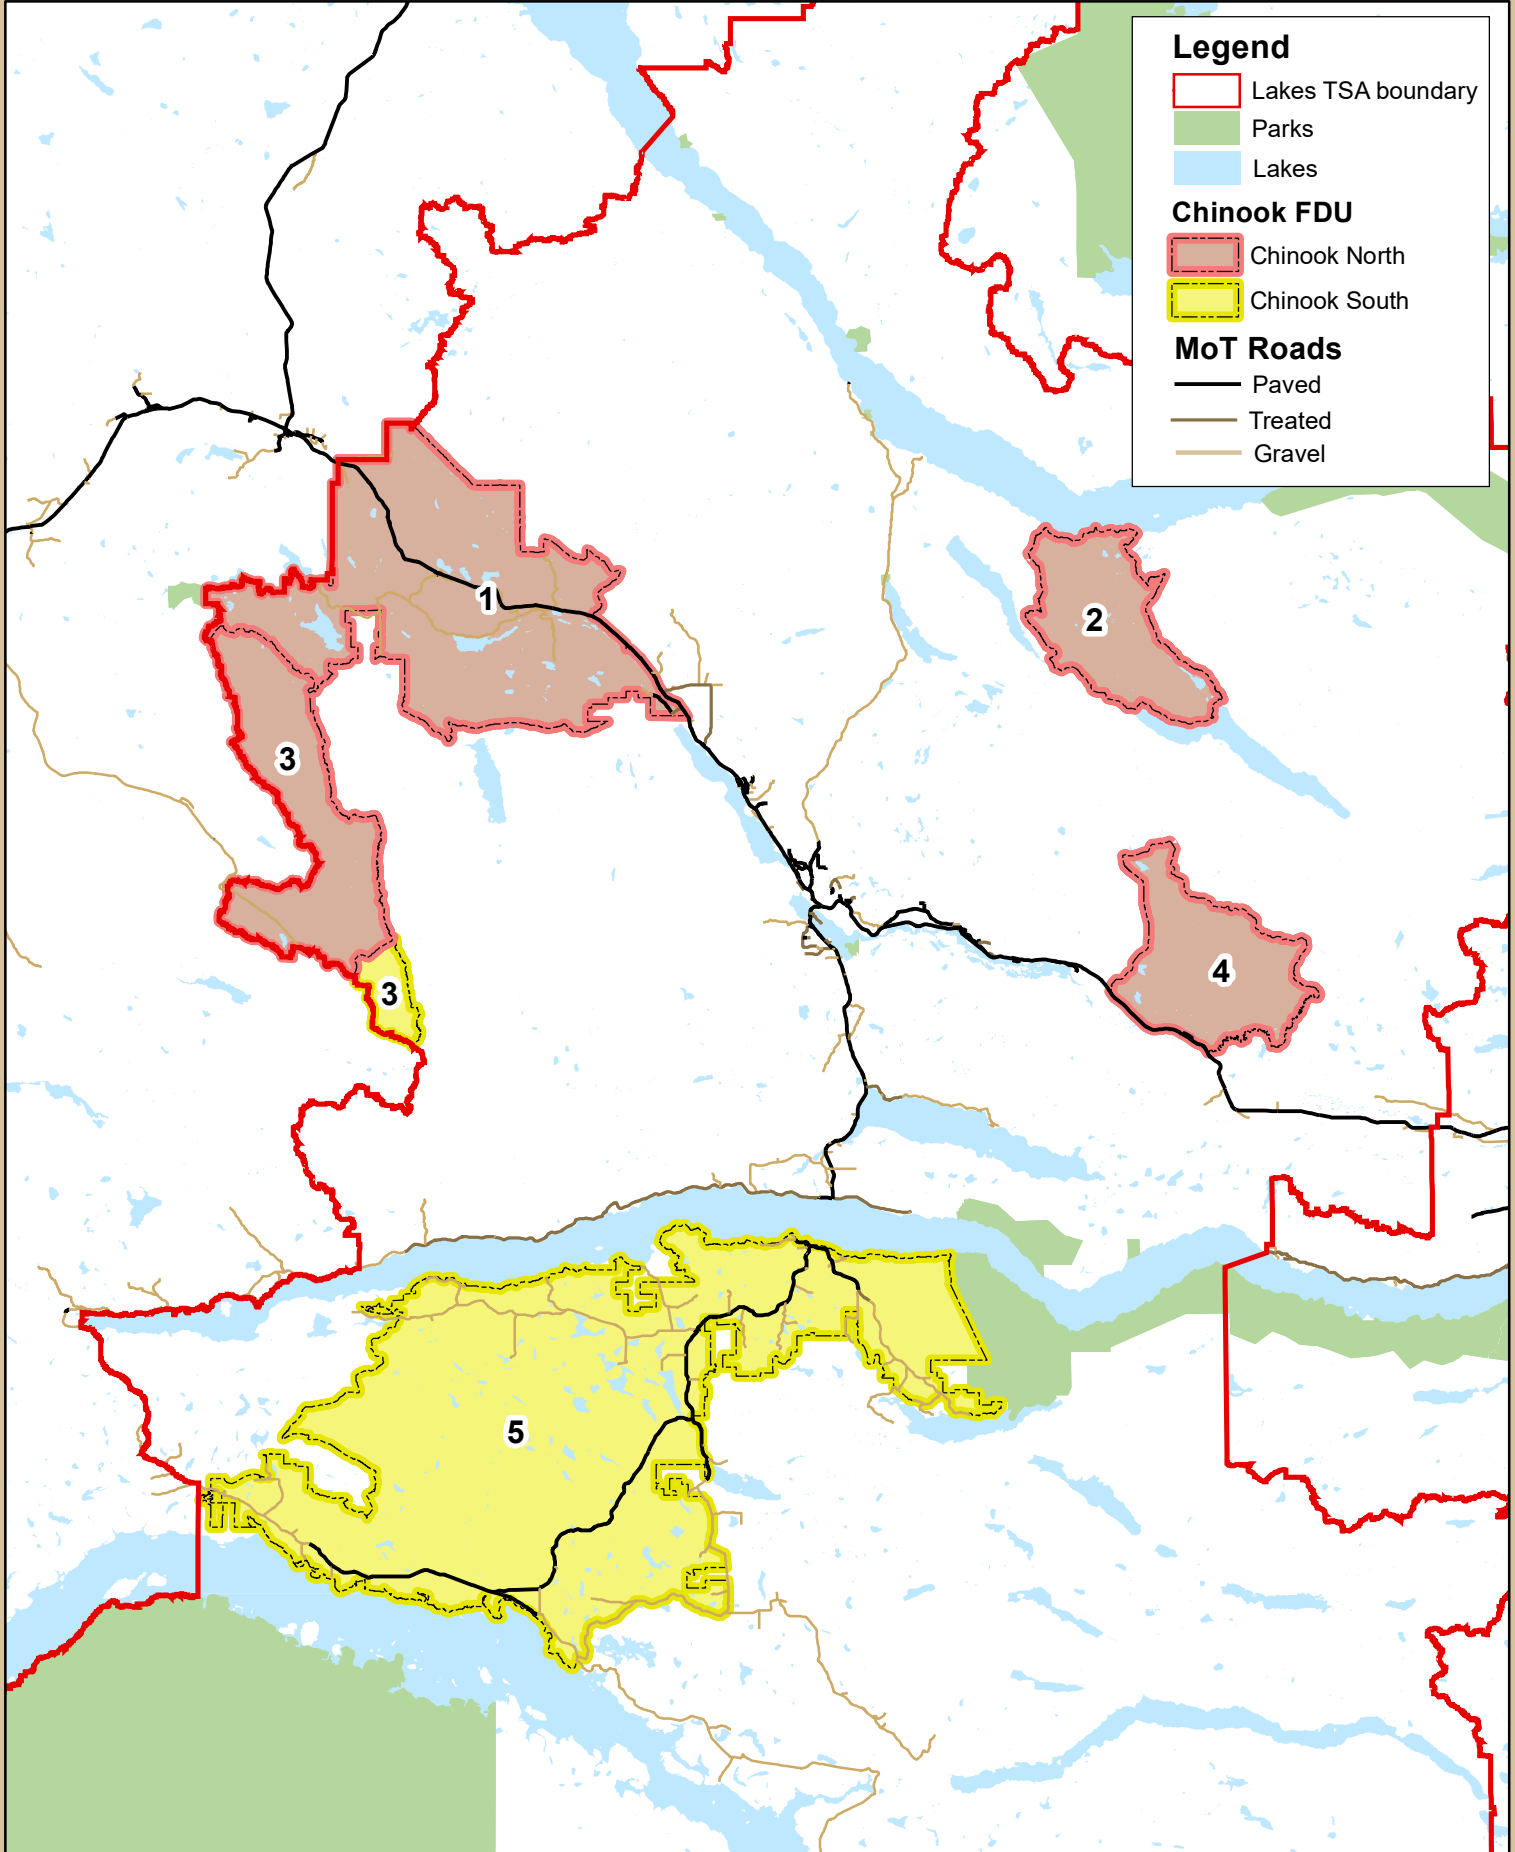 Legend
Lakes TSA boundary
Parks
Lakes
Chinook FDU
Chinook North
Chinook South
MoT Roads
Paved
Treated
Gravel
1
2
3
4
3
5